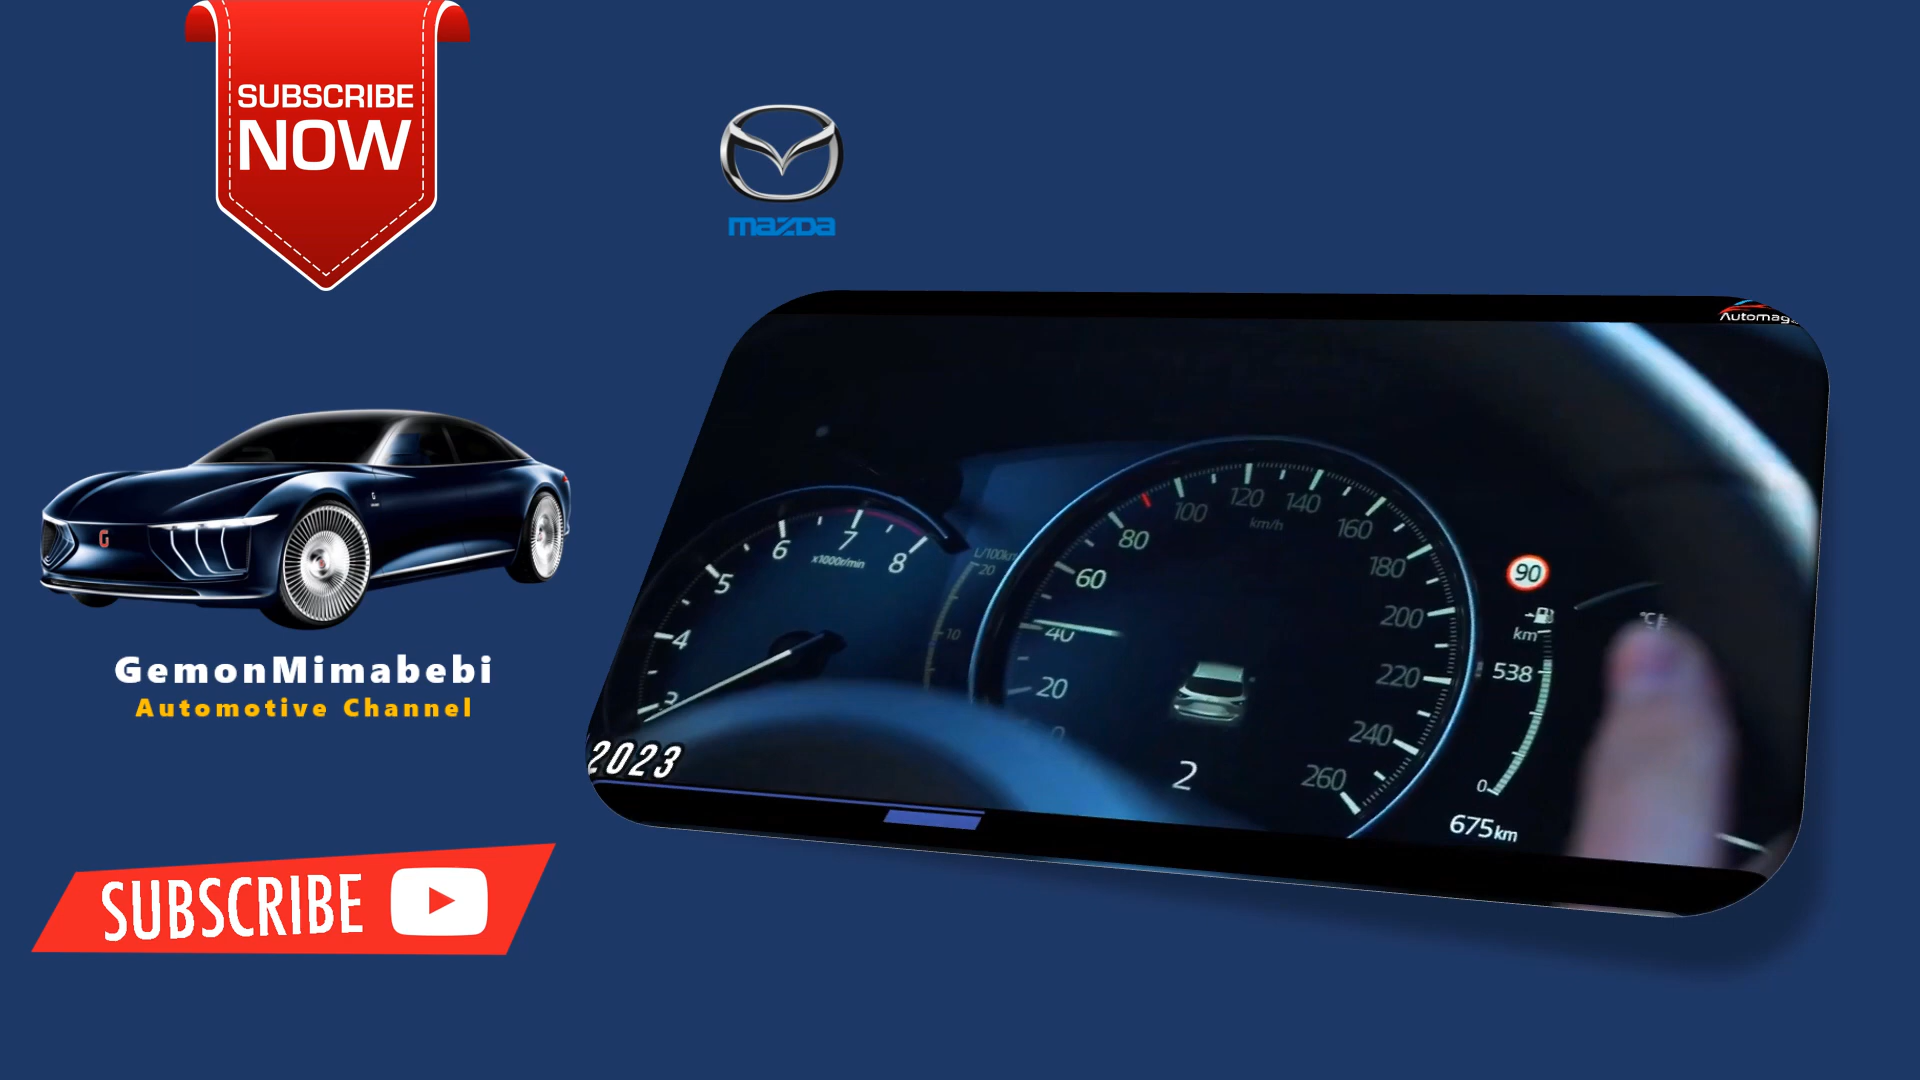 SUBSCRIBE
NOW
mazda
GemonMimabebi
Automotive Channel
SUBSCRIBE
2023
3
4
5
6
7
8
x1000r/min
L/100km
20
10
0
20
40
60
80
100
120
140
160
180
200
220
240
260
km/h
2
90
km
538
0
675km
°C